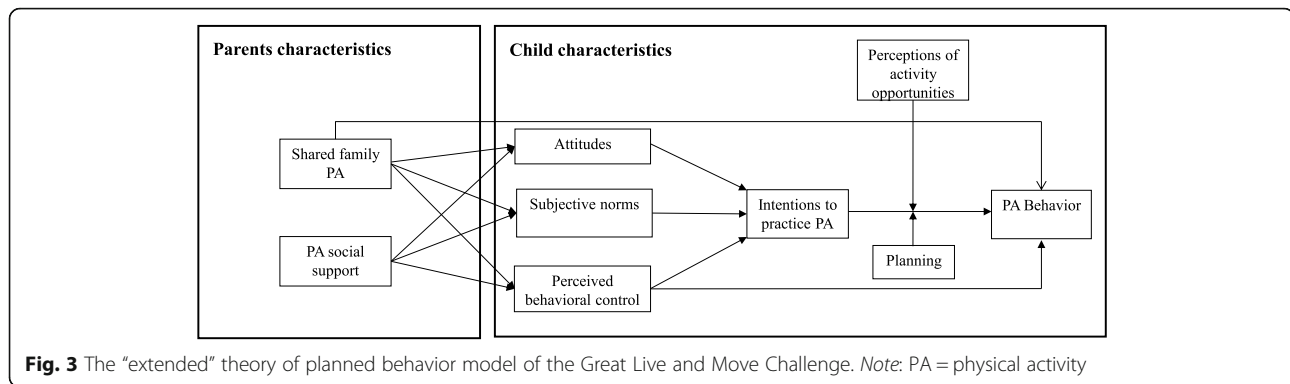 Parents characteristics
Child characteristics
Perceptions of
activity
opportunities
Shared family
PA
Attitudes
Subjective norms
Intentions to
practice PA
PA Behavior
PA social
support
Planning
Perceived
behavioral control
Fig. 3 The “extended” theory of planned behavior model of the Great Live and Move Challenge. Note: PA = physical activity